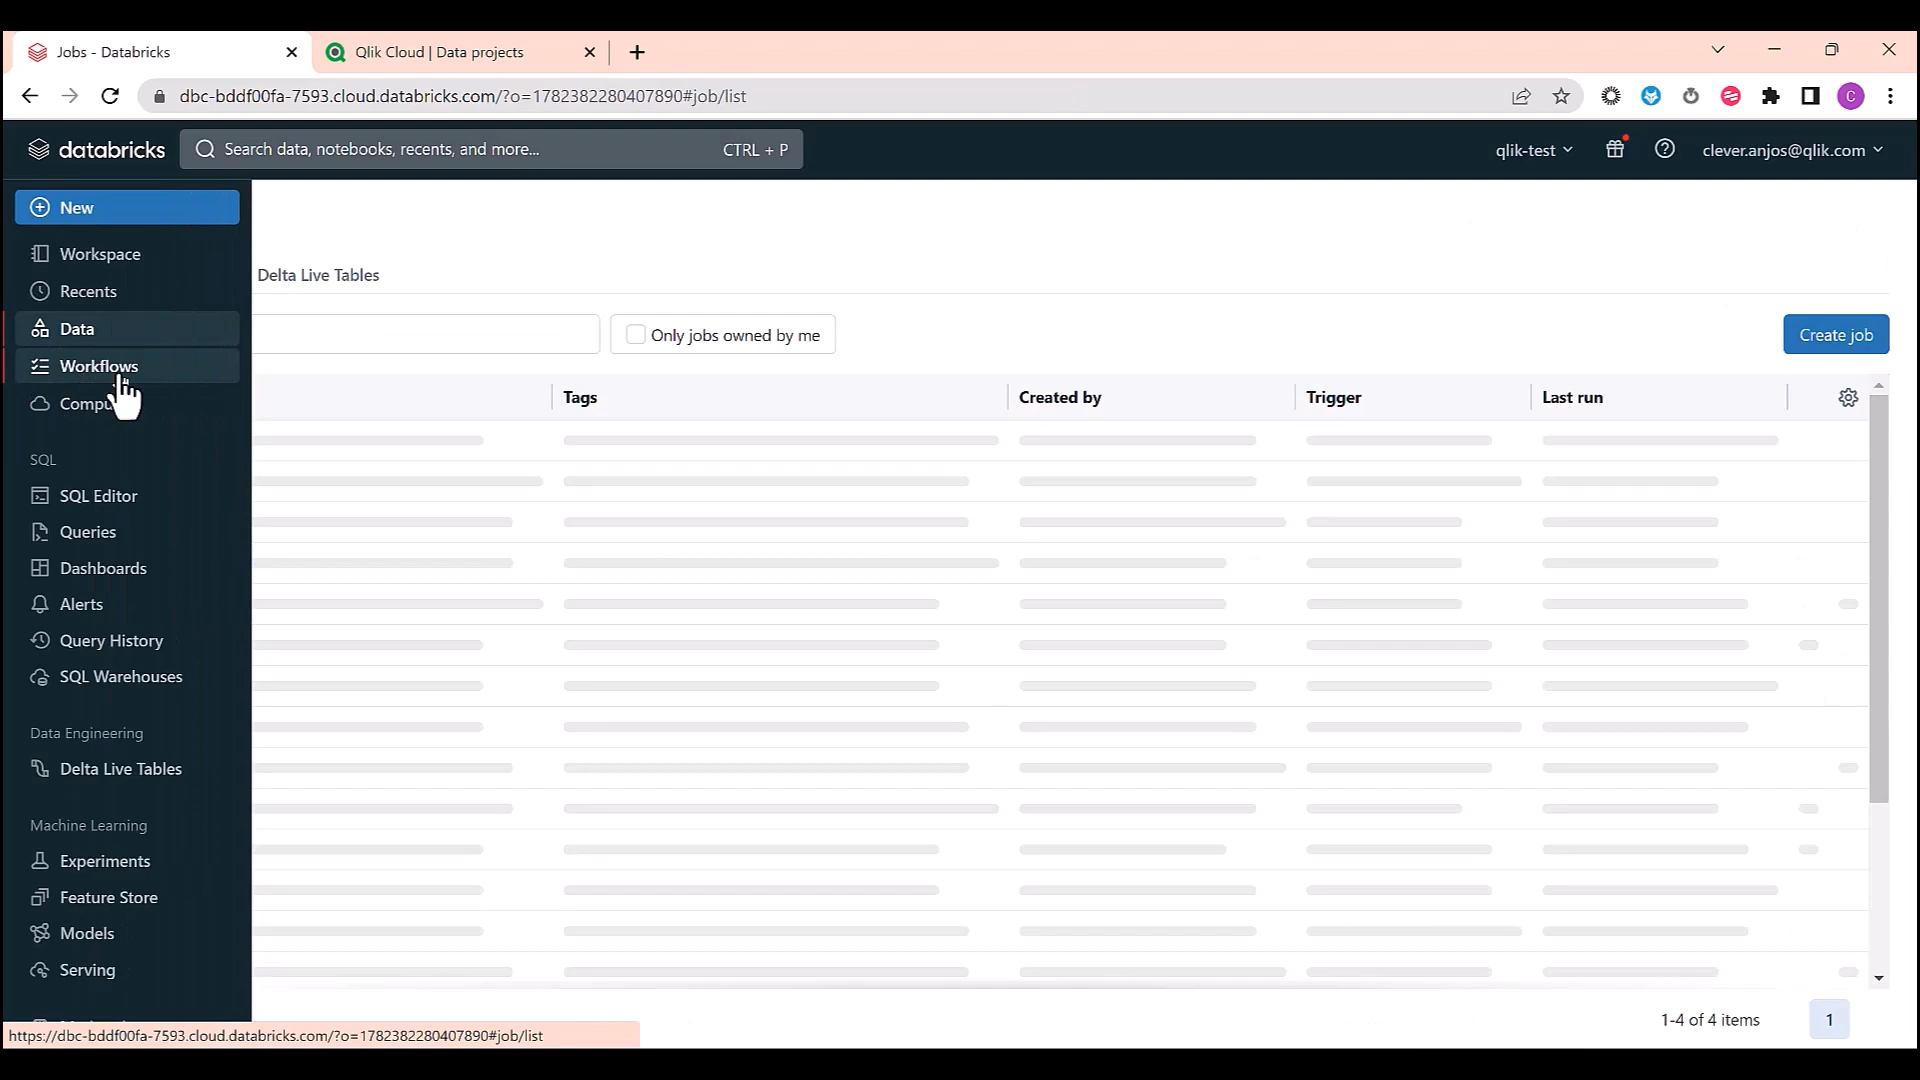 Jobs - Databricks
Qlik Cloud | Data projects
dbc-bddf00fa-7593.cloud.databricks.com/?o=1782382280407890#job/list
C
databricks
Search data, notebooks, recents, and more...
CTRL + P
qlik-test
clever.anjos@qlik.com
New
Workspace
Recents
Data
Workflows
Compu
SQL
SQL Editor
Queries
Dashboards
Alerts
Query History
SQL Warehouses
Data Engineering
Delta Live Tables
Machine Learning
Experiments
Feature Store
Models
Serving
Delta Live Tables
Only jobs owned by me
Create job
Tags
Created by
Trigger
Last run
1-4 of 4 items
1
https://dbc-bddf00fa-7593.cloud.databricks.com/?o=1782382280407890#job/list